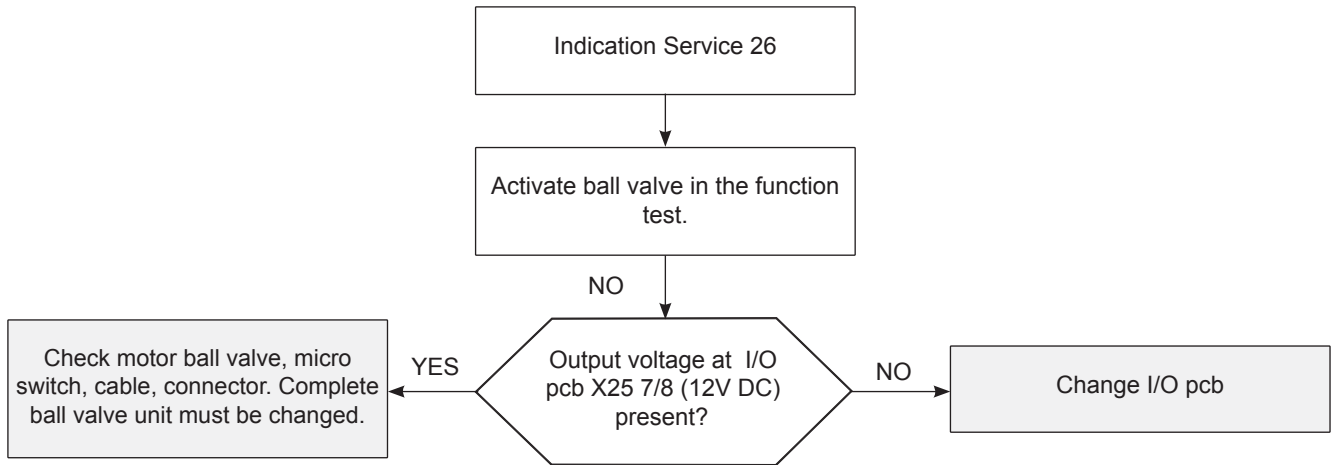 Indication Service 26
Activate ball valve in the function
test.
NO
Check motor ball valve, micro
switch, cable, connector. Complete
ball valve unit must be changed.
YES
Output voltage at I/O
pcb X25 7/8 (12V DC)
present?
NO
Change I/O pcb